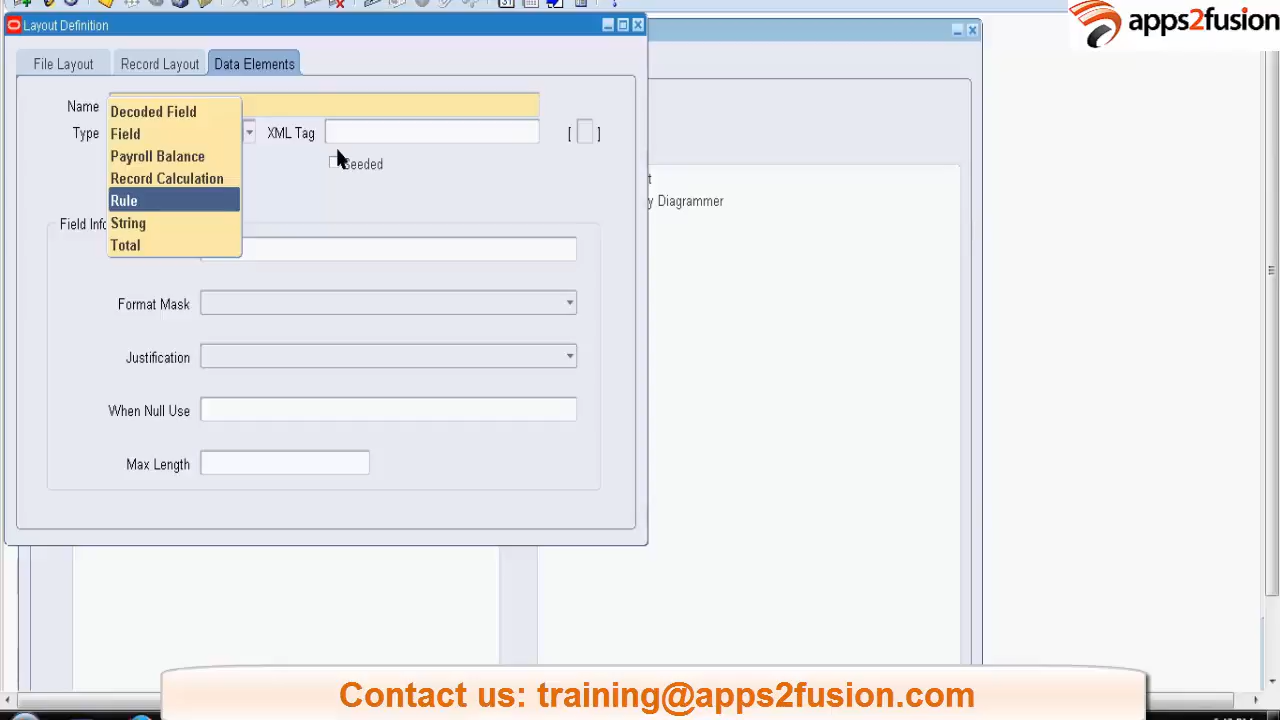 apps2fusion
Layout Definition
File Layout
Record Layout
Data Elements
Name
Type
XML Tag
[ ]
Seeded
Decoded Field
Field
Payroll Balance
Record Calculation
Rule
String
Total
y Diagrammer
Field Info
Format Mask
Justification
When Null Use
Max Length
Contact us: training@apps2fusion.com